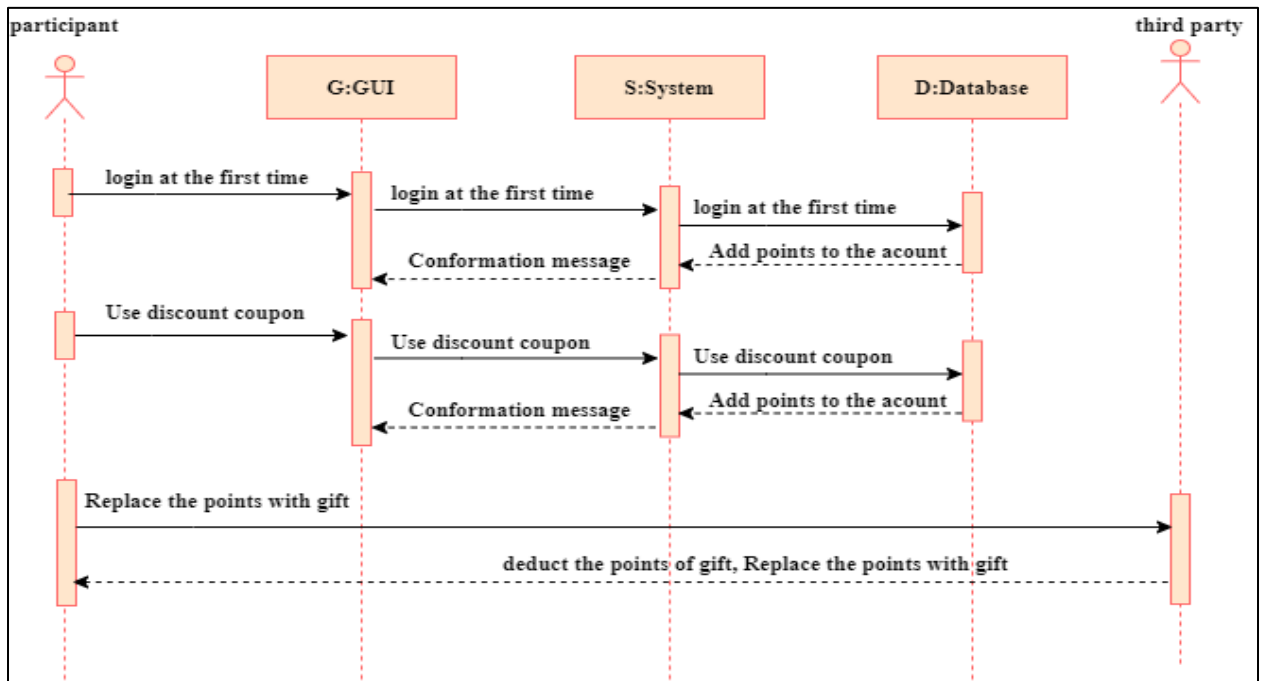 participant
third party
G:GUI
S:System
D:Database
login at the first time
login at the first time
login at the first time
Add points to the acount
Conformation message
Use discount coupon
Use discount coupon
Use discount coupon
Add points to the acount
Conformation message
Replace the points with gift
deduct the points of gift, Replace the points with gift